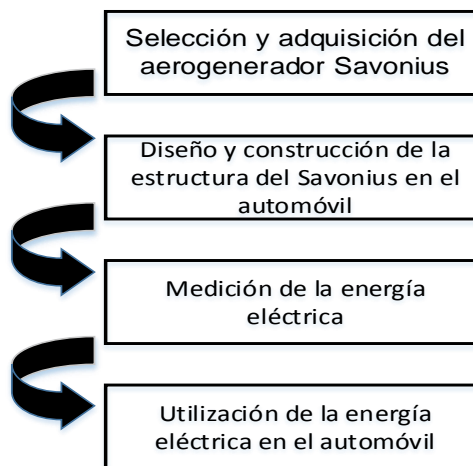 Selección y adquisición del
aerogenerador Savonius
Diseño y construcción de la
estructura del Savonius en el
automóvil
Medición de la energía
eléctrica
Utilización de la energía
eléctrica en el automóvil